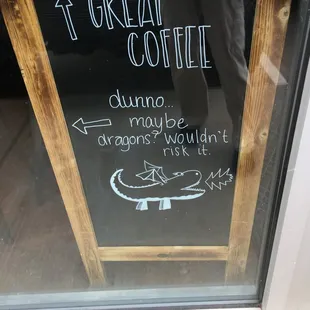 GREAT
COFFEE
dunno...
maybe
dragons? wouldn't
risk it.